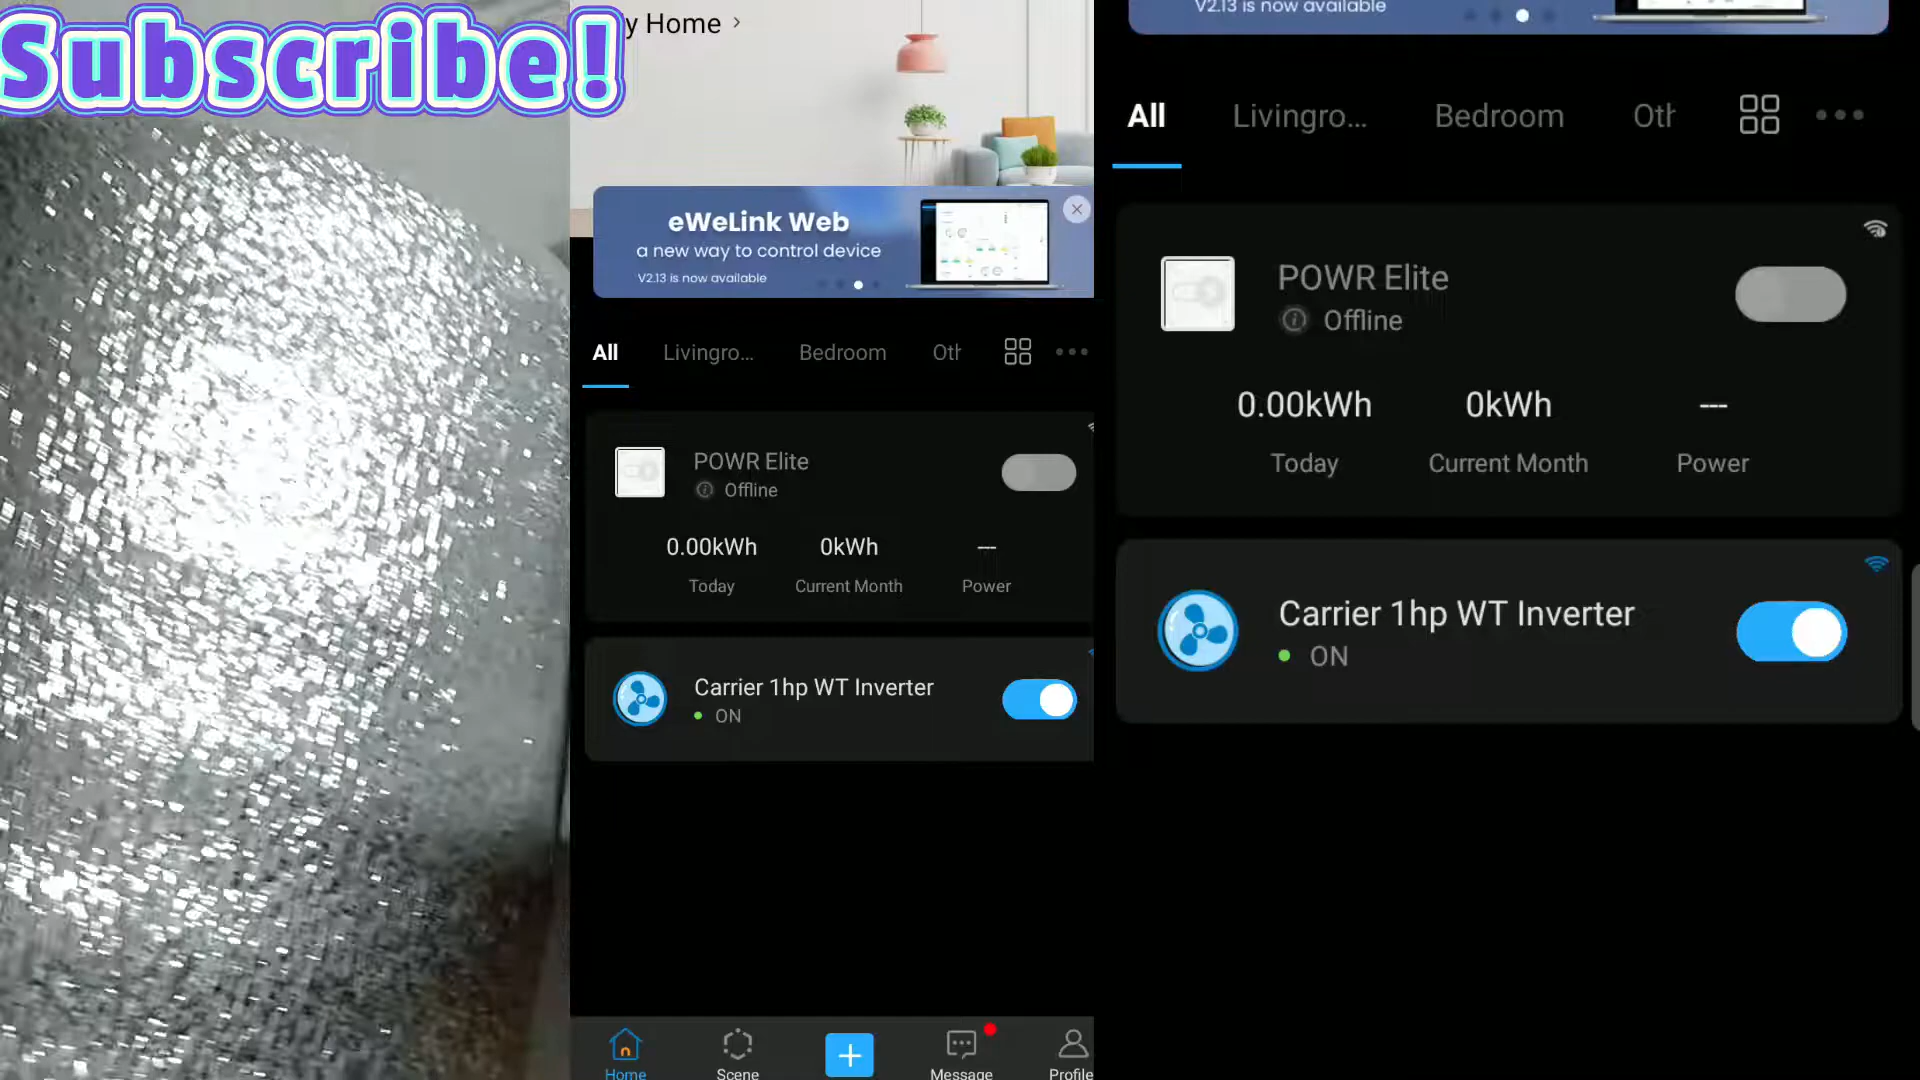 Subscribe!
y Home
eWeLink Web
a new way to control device
V2.13 is now available
All Livingro... Bedroom Oth
POWR Elite
Offline
0.00kWh 0kWh ---
Today Current Month Power
Carrier 1hp WT Inverter
ON
Home Scene Message Profile
V2.13 is now available
All Livingro... Bedroom Oth
POWR Elite
Offline
0.00kWh 0kWh ---
Today Current Month Power
Carrier 1hp WT Inverter
ON